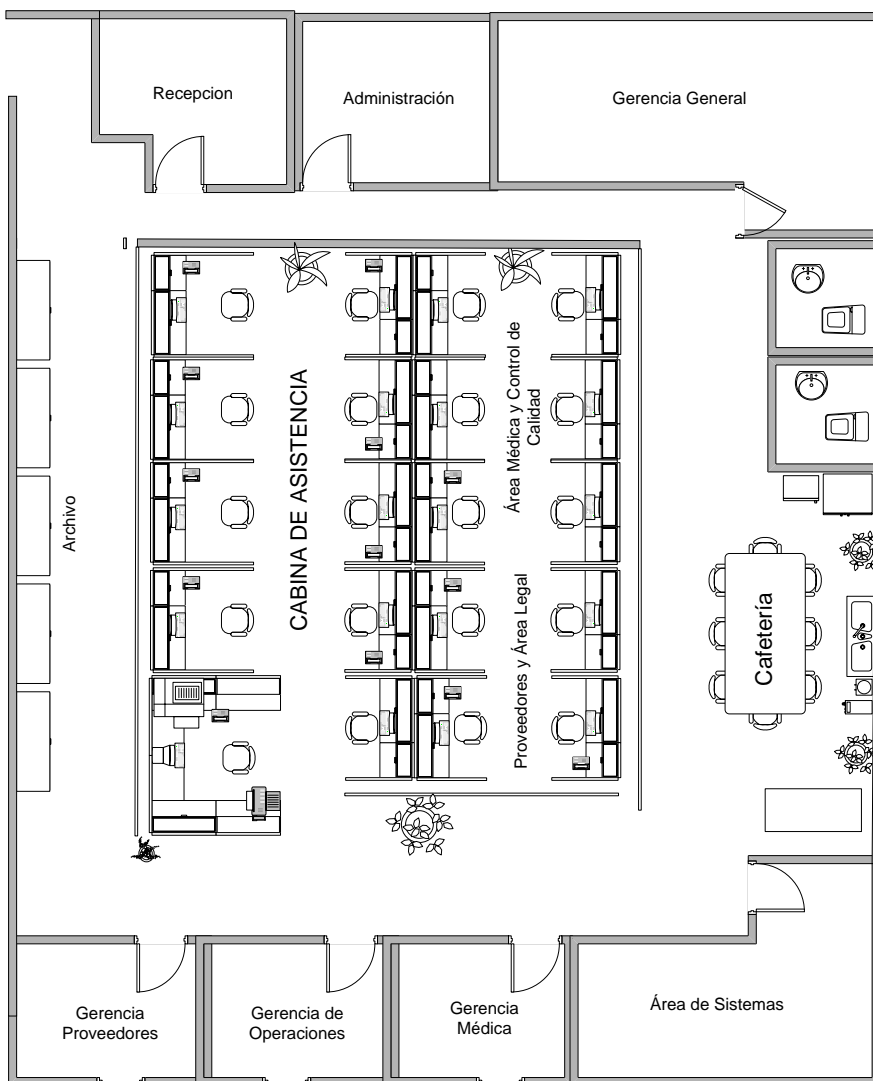 Recepcion
Administración
Gerencia General
Archivo
CABINA DE ASISTENCIA
Área Médica y Control de
Calidad
Proveedores y Área Legal
Cafetería
Gerencia
Proveedores
Gerencia de
Operaciones
Gerencia
Médica
Área de Sistemas